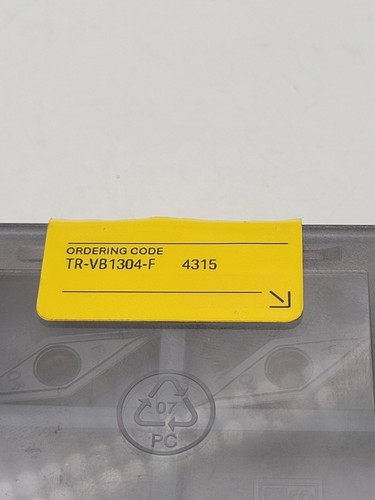 ORDERING CODE
TR-VB1304-F 4315
07
PC